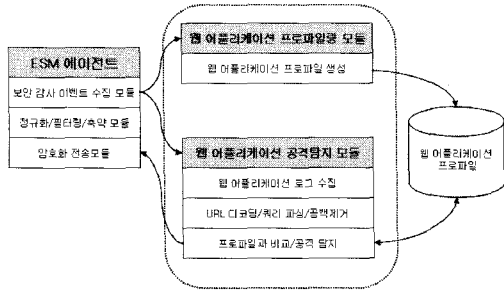 ESM 에이전트
보안 감사 이벤트 수집 모듈
정규화/필터링/축약 모듈
암호화 전송모듈
웹 어플리케이션 프로파일링 모듈
웹 어플리케이션 프로파일 생성
웹 어플리케이션 공격탐지 모듈
웹 어플리케이션 로그 수집
URL 디코딩/쿼리 파싱/공백제거
프로파일과 비교/공격 탐지
웹 어플리케이션
프로파일